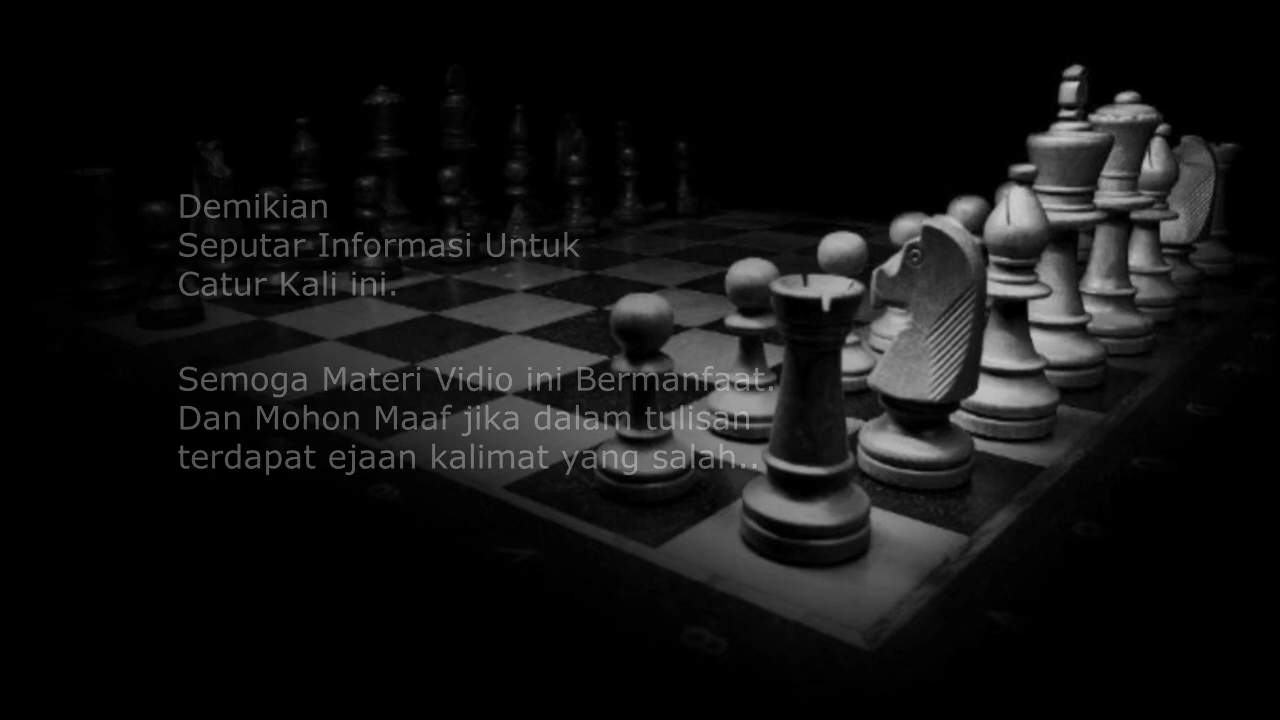 Demikian
Seputar Informasi Untuk
Catur Kali ini.
Semoga Materi Vidio ini Bermanfaat.
Dan Mohon Maaf jika dalam tulisan
terdapat ejaan kalimat yang salah..